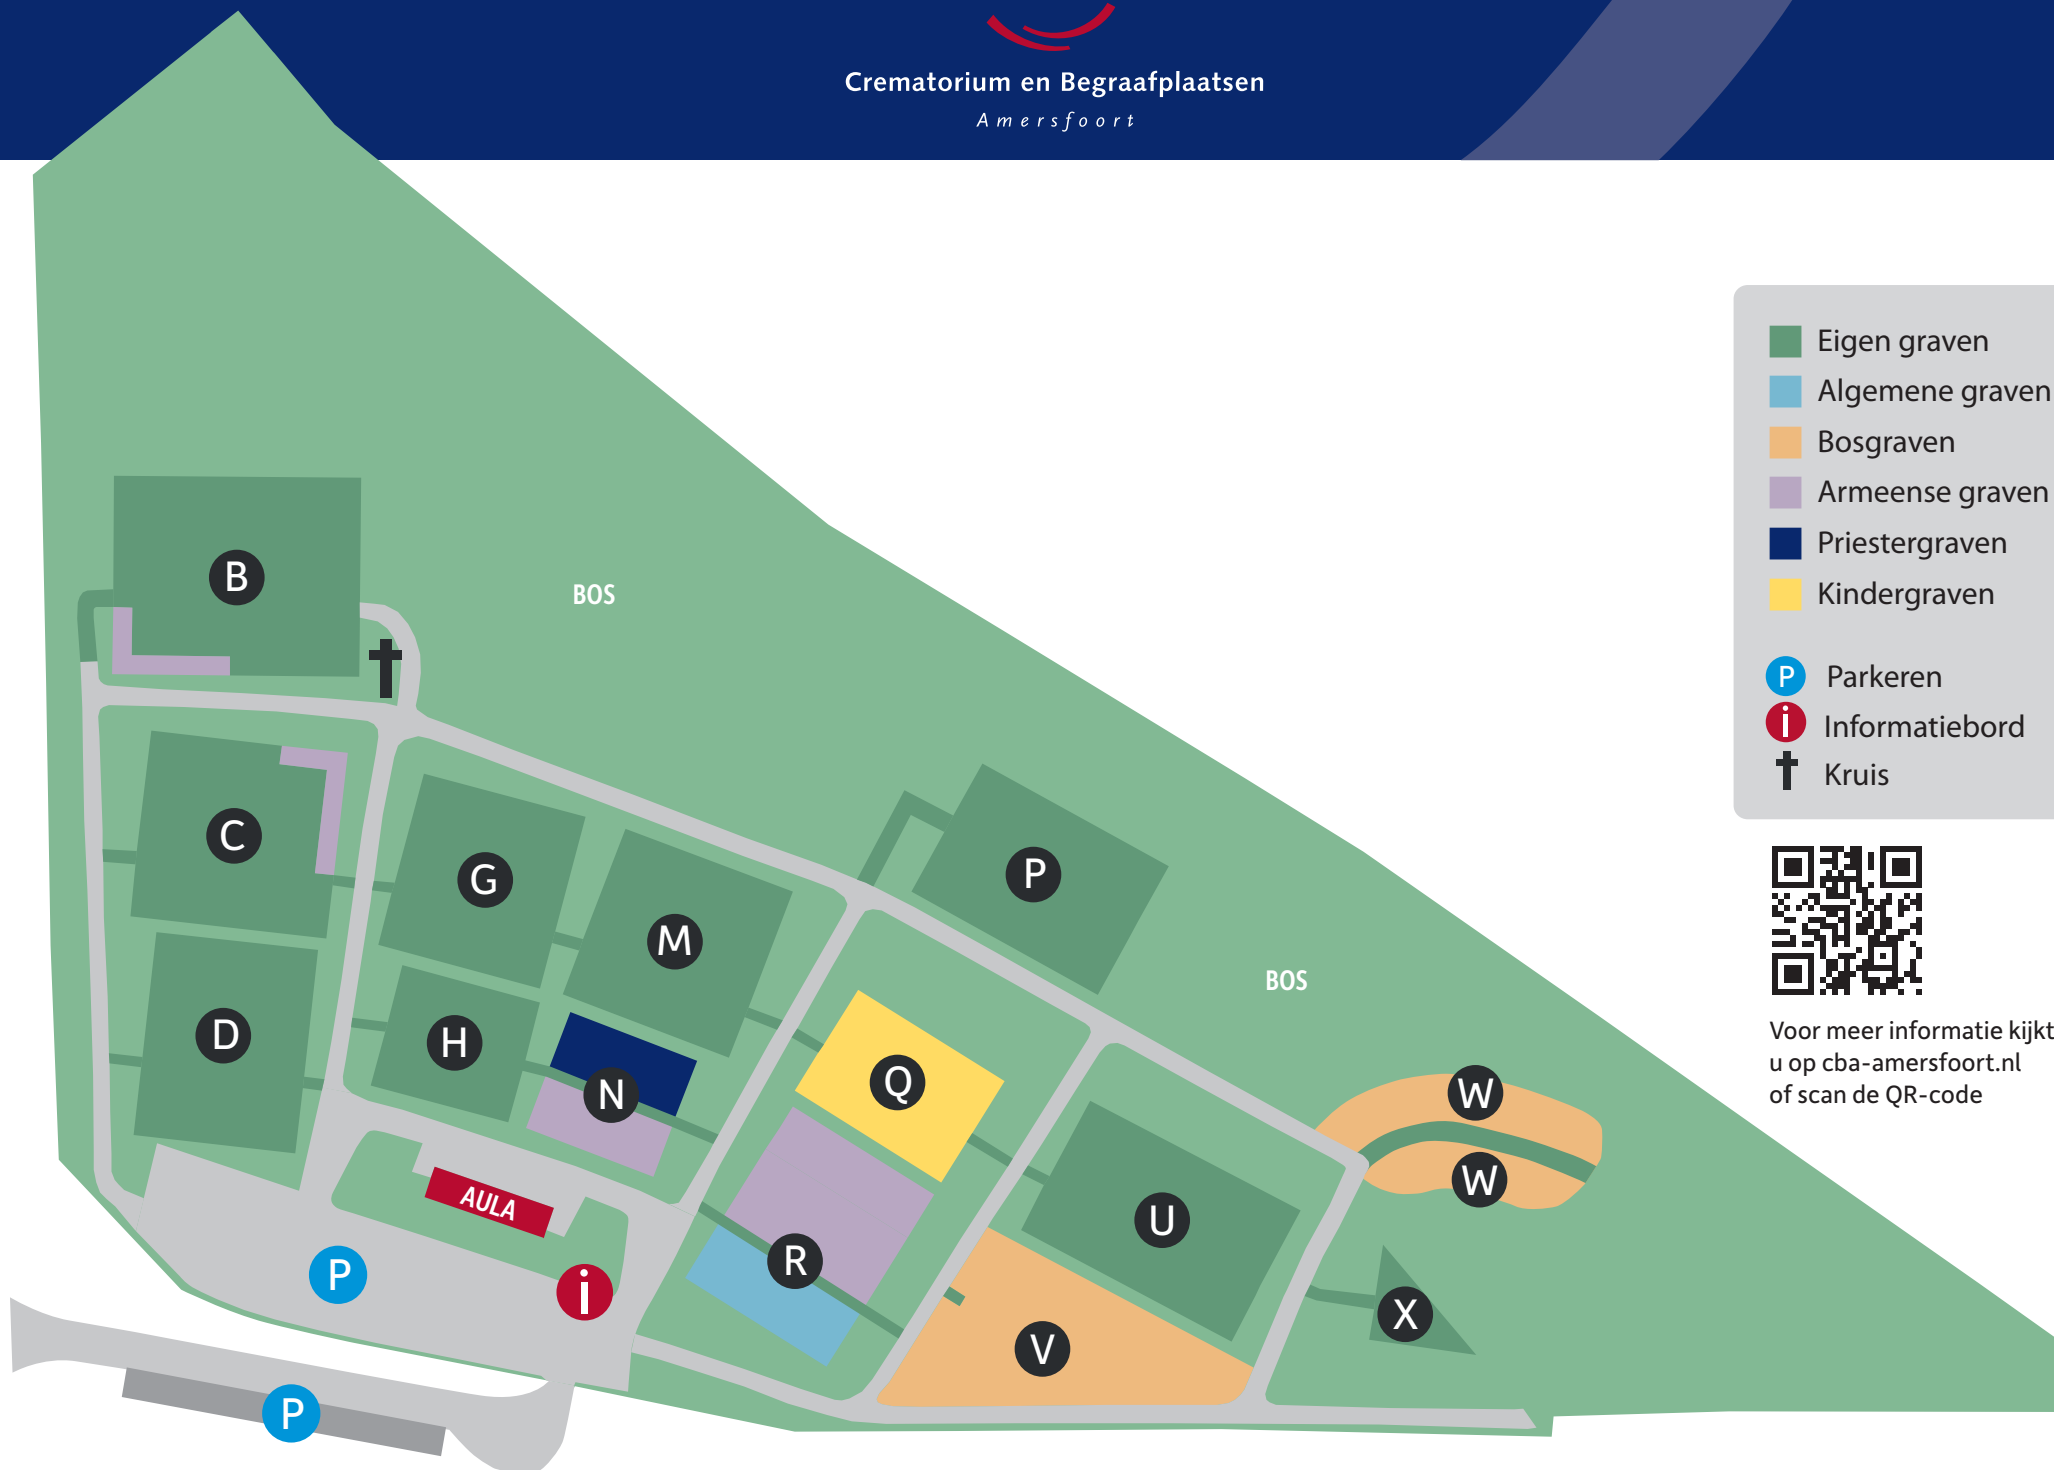 Crematorium en Begraafplaatsen
Amersfoort
Eigen graven
Algemene graven
Bosgraven
Armeense graven
Priestergraven
Kindergraven
P Parkeren
i Informatiebord
Kruis
Voor meer informatie kijkt
u op cba-amersfoort.nl
of scan de QR-code
B
BOS
C
G
P
M
BOS
D
H
N
Q
W
W
AULA
U
R
P
i
X
V
P